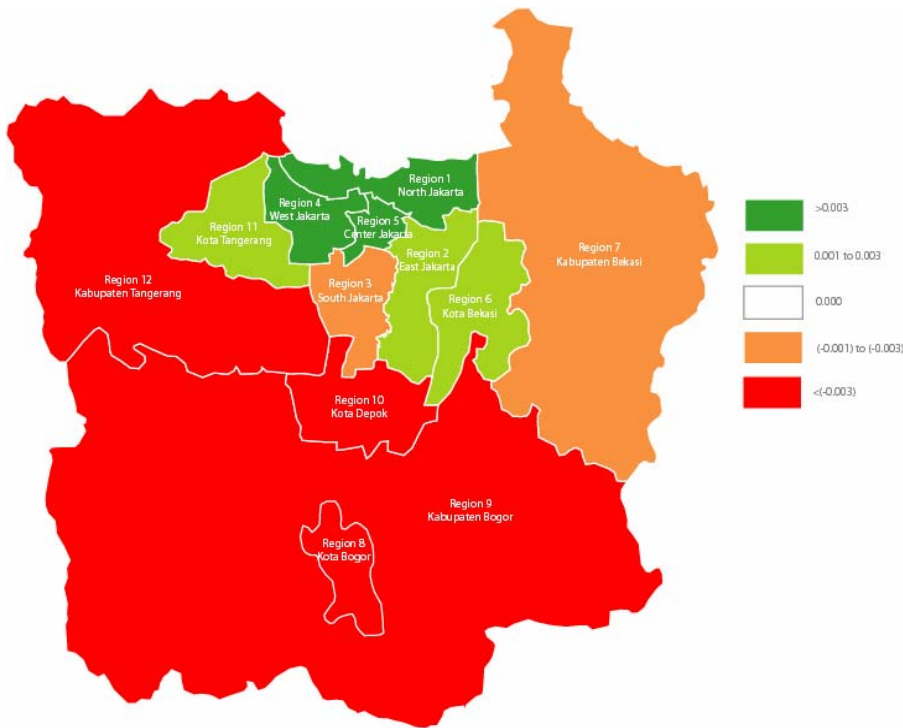 Region 1
North Jakarta
Region 4
West Jakarta
Region 5
Center Jakarta
Region 11
Kota Tangerang
Region 2
East Jakarta
Region 7
Kabupaten Bekasi
Region 12
Kabupaten Tangerang
Region 3
South Jakarta
Region 6
Kota Bekasi
Region 10
Kota Depok
Region 9
Kabupaten Bogor
Region 8
Kota Bogor
>0.003
0.001 to 0.003
0.000
(-0.001) to (-0.003)
<(-0.003)